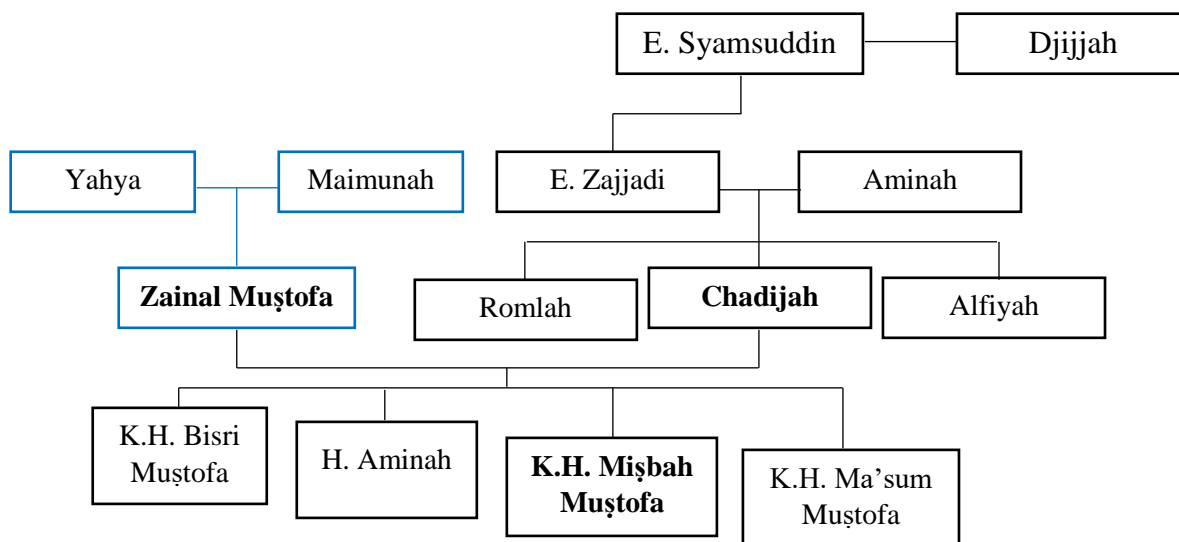 E. Syamsuddin
Djijjah
Yahya
Maimunah
E. Zajjadi
Aminah
Zainal Muṣtofa
Romlah
Chadijah
Alfiyah
K.H. Bisri
Muṣtofa
H. Aminah
K.H. Miṣbah
Muṣtofa
K.H. Ma’sum
Muṣtofa